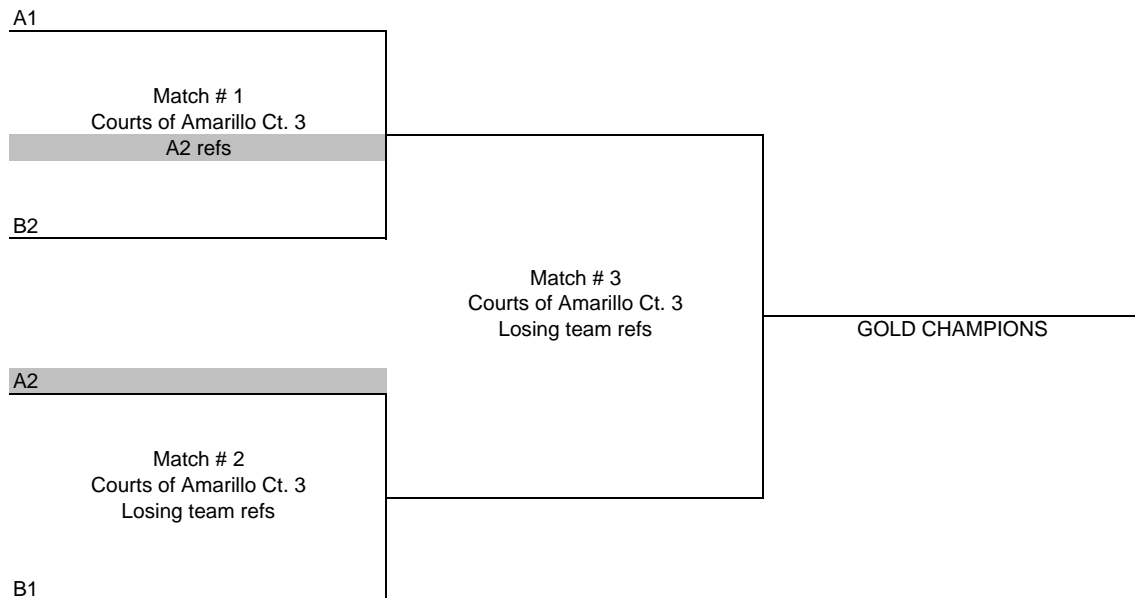 A1
Match # 1
Courts of Amarillo Ct. 3
A2 refs
B2
Match # 3
Courts of Amarillo Ct. 3
Losing team refs
GOLD CHAMPIONS
A2
Match # 2
Courts of Amarillo Ct. 3
Losing team refs
B1